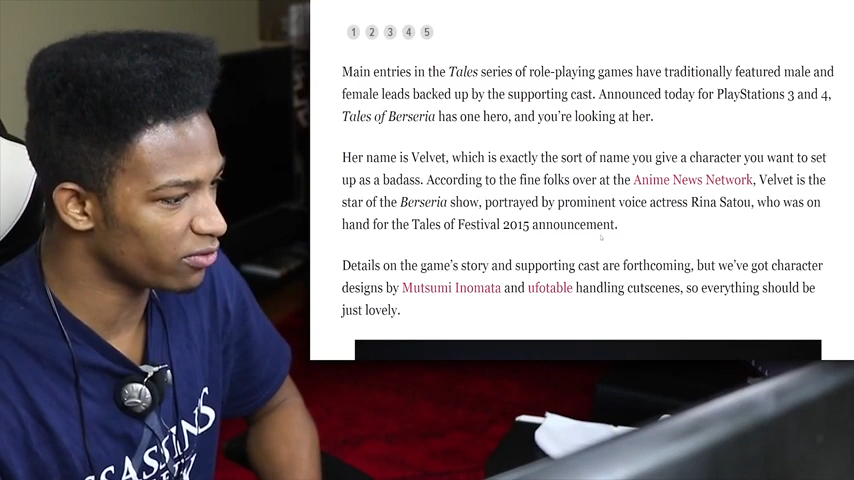 1 2 3 4 5
Main entries in the Tales series of role-playing games have traditionally featured male and
female leads backed up by the supporting cast. Announced today for PlayStations 3 and 4,
Tales of Berseria has one hero, and you're looking at her.
Her name is Velvet, which is exactly the sort of name you give a character you want to set
up as a badass. According to the fine folks over at the Anime News Network, Velvet is the
star of the Berseria show, portrayed by prominent voice actress Rina Satou, who was on
hand for the Tales of Festival 2015 announcement.
Details on the game's story and supporting cast are forthcoming, but we've got character
designs by Mutsumi Inomata and ufotable handling cutscenes, so everything should be
just lovely.
ASSASSINS